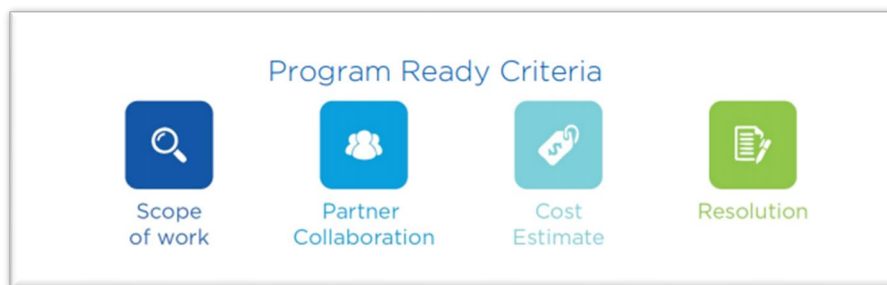 Program Ready Criteria
Scope
of work
Partner
Collaboration
Cost
Estimate
Resolution